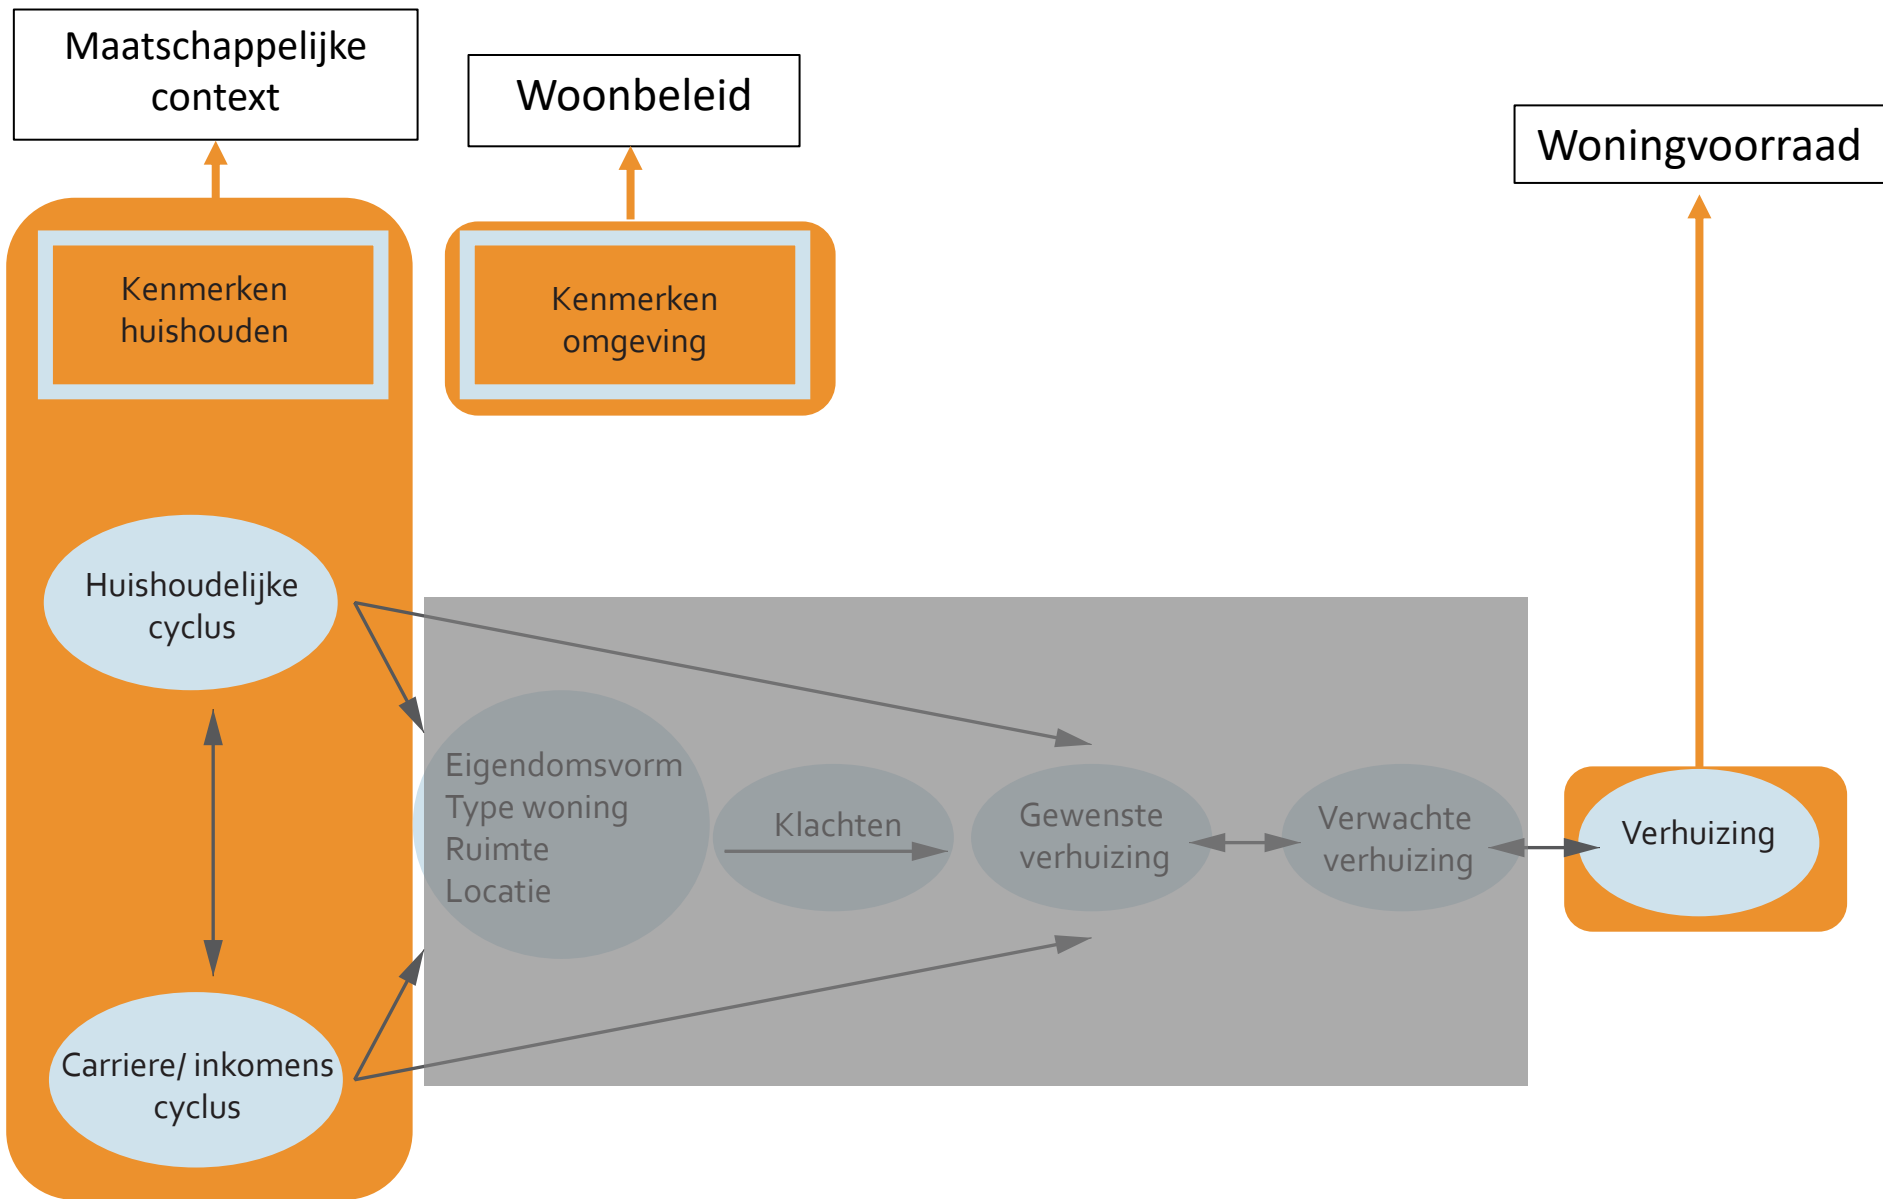 Maatschappelijke
context
Woonbeleid
Woningvoorraad
Kenmerken
huishouden
Kenmerken
omgeving
Huishoudelijke
cyclus
Eigendomsvorm
Type woning
Ruimte
Locatie
Klachten
Gewenste
verhuizing
Verwachte
verhuizing
Verhuizing
Carriere/ inkomens
cyclus